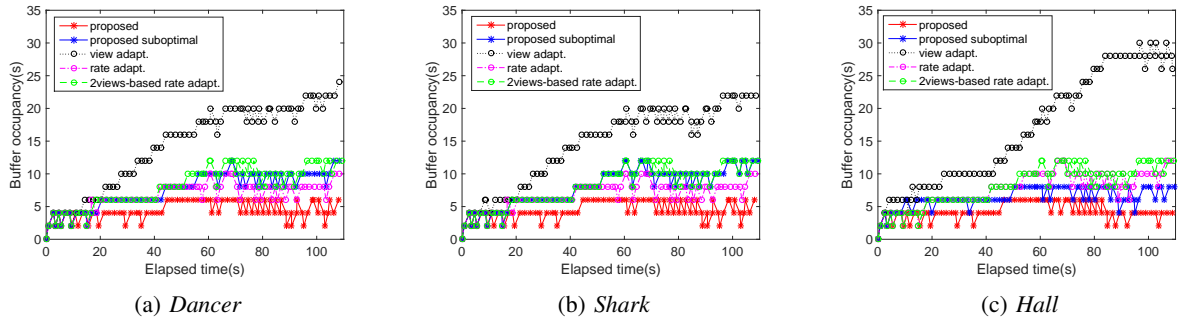 35
30
25
20
15
10
5
0
Buffer occupancy(s)
proposed
proposed suboptimal
view adapt.
rate adapt.
2views-based rate adapt.
0 20 40 60 80 100
Elapsed time(s)
(a) Dancer
35
30
25
20
15
10
5
0
Buffer occupancy(s)
proposed
proposed suboptimal
view adapt.
rate adapt.
2views-based rate adapt.
0 20 40 60 80 100
Elapsed time(s)
(b) Shark
35
30
25
20
15
10
5
0
Buffer occupancy(s)
proposed
proposed suboptimal
view adapt.
rate adapt.
2views-based rate adapt.
0 20 40 60 80 100
Elapsed time(s)
(c) Hall